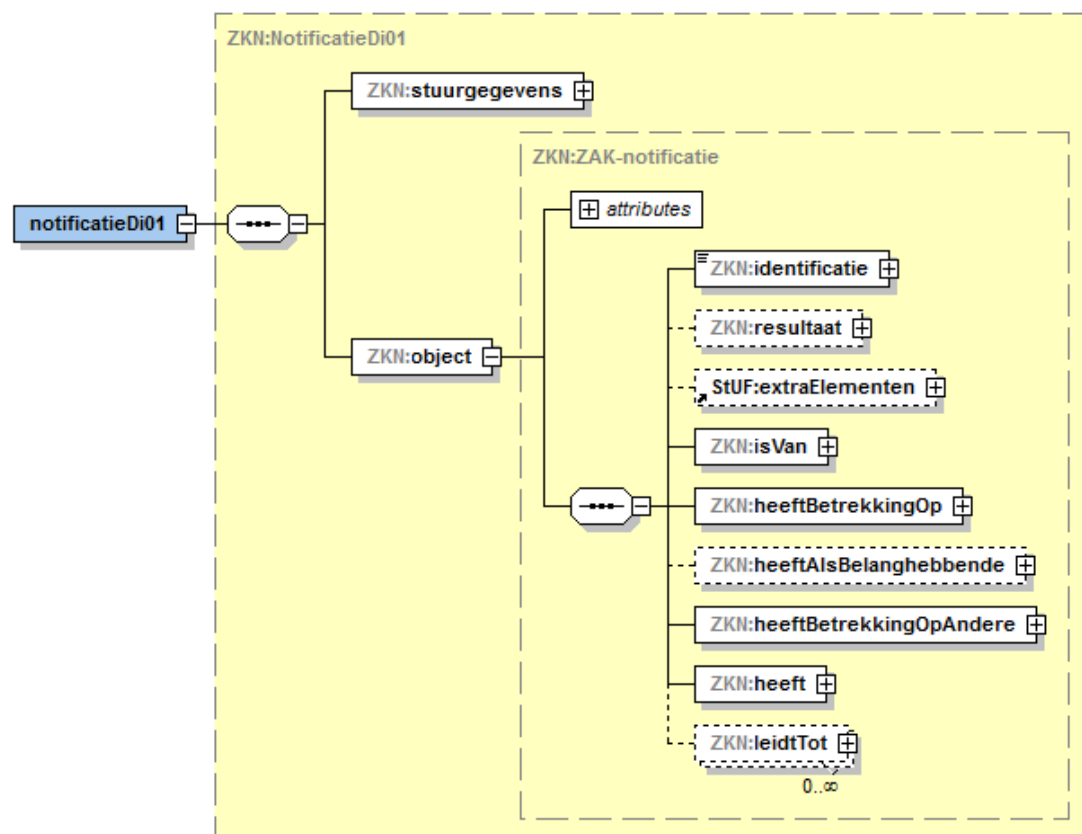 ZKN:NotificatieDi01
ZKN:stuurgegevens
ZKN:ZAK-notificatie
attributes
notificatieDi01
ZKN:identificatie
ZKN:resultaat
ZKN:object
StUF:extraElementen
ZKN:isVan
ZKN:heeftBetrekkingOp
ZKN:heeftAlsBelanghebbende
ZKN:heeftBetrekkingOpAndere
ZKN:heeft
ZKN:leidtTot
0..∞